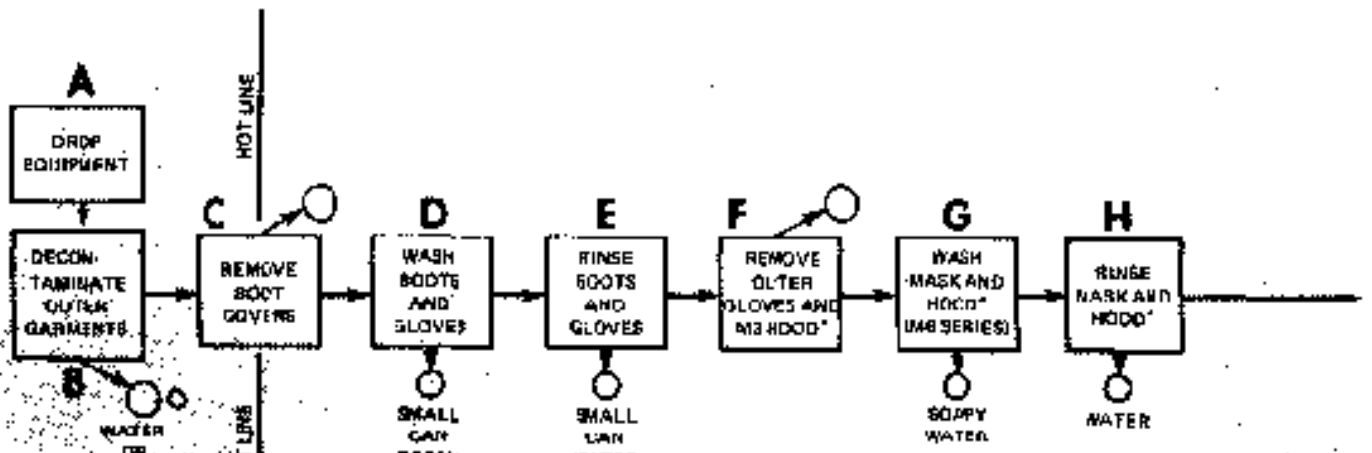 A
DROP
EQUIPMENT
DECON-
TAMINATE
OUTER
GARMENTS
B
WATER
HOT LINE
LINE
C
REMOVE
BOOT
COVERS
D
WASH
BOOTS
AND
GLOVES
SMALL
CAN
E
RINSE
BOOTS
AND
GLOVES
SMALL
CAN
F
REMOVE
OUTER
GLOVES AND
M3 HOOD*
G
WASH
MASK AND
HOOD*
(M6 SERIES)
SOAPY
WATER
H
RINSE
MASK AND
HOOD*
WATER